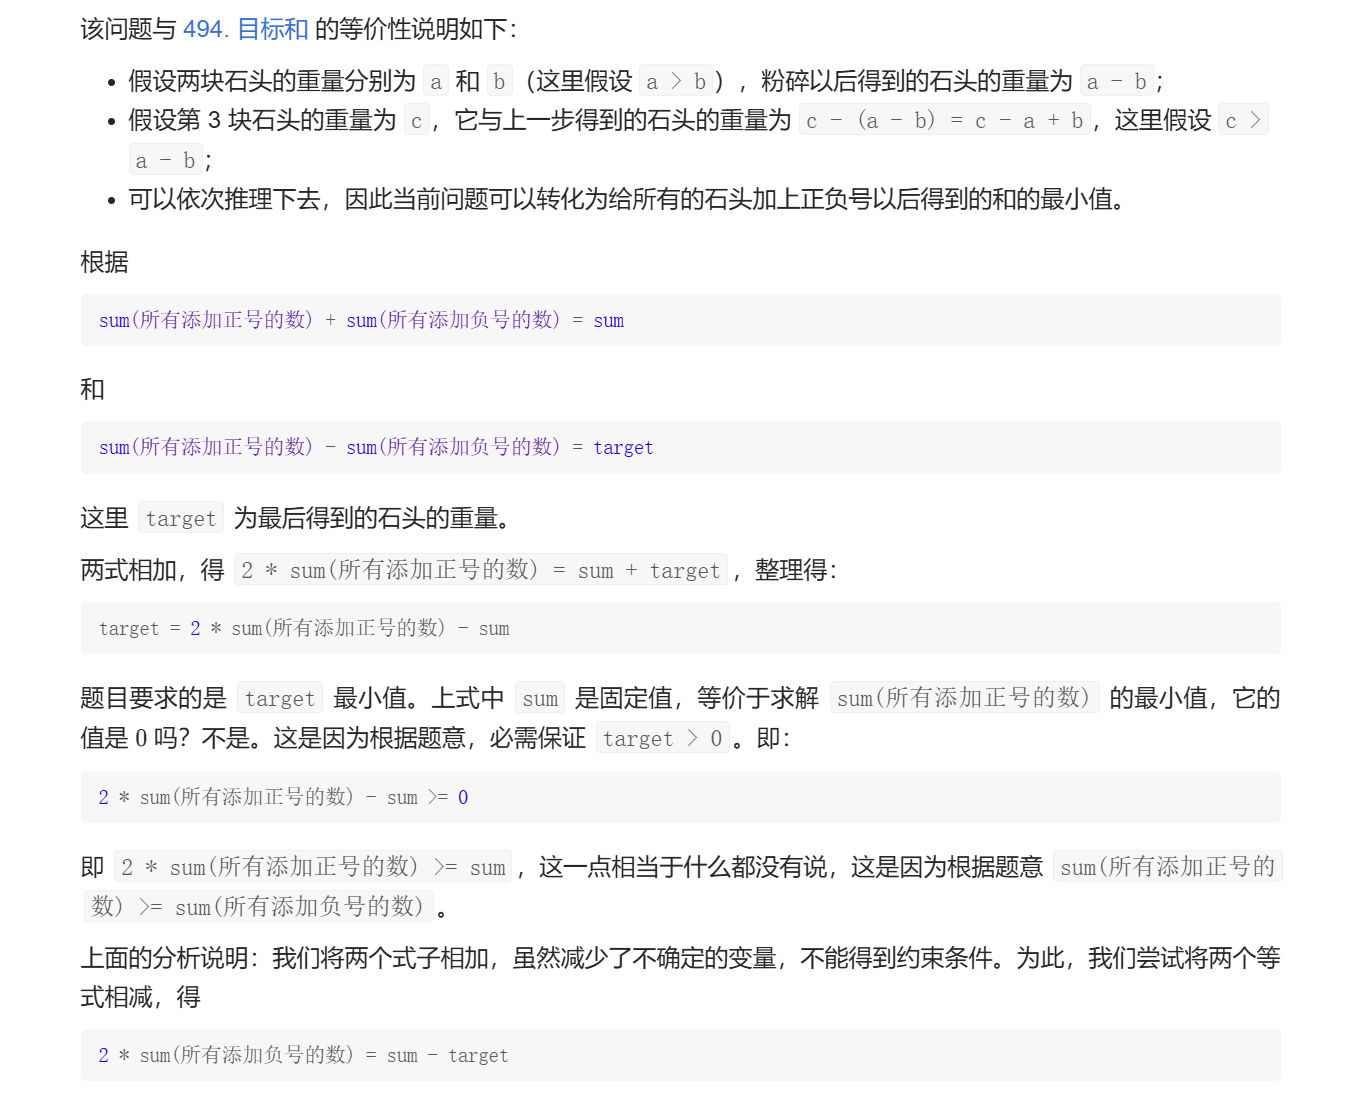 该问题与 494. 目标和 的等价性说明如下：
• 假设两块石头的重量分别为 a 和 b（这里假设 a > b），粉碎以后得到的石头的重量为 a - b；
• 假设第 3 块石头的重量为 c，它与上一步得到的石头的重量为 c - (a - b) = c - a + b，这里假设 c >
a - b；
• 可以依次推理下去，因此当前问题可以转化为给所有的石头加上正负号以后得到的和的最小值。
根据
sum(所有添加正号的数) + sum(所有添加负号的数) = sum
和
sum(所有添加正号的数) - sum(所有添加负号的数) = target
这里 target 为最后得到的石头的重量。
两式相加，得 2 * sum(所有添加正号的数) = sum + target，整理得：
target = 2 * sum(所有添加正号的数) - sum
题目要求的是 target 最小值。上式中 sum 是固定值，等价于求解 sum(所有添加正号的数) 的最小值，它的
值是 0 吗？不是。这是因为根据题意，必需保证 target > 0。即：
2 * sum(所有添加正号的数) - sum >= 0
即 2 * sum(所有添加正号的数) >= sum，这一点相当于什么都没有说，这是因为根据题意 sum(所有添加正号的
数) >= sum(所有添加负号的数)。
上面的分析说明：我们将两个式子相加，虽然减少了不确定的变量，不能得到约束条件。为此，我们尝试将两个等
式相减，得
2 * sum(所有添加负号的数) = sum - target